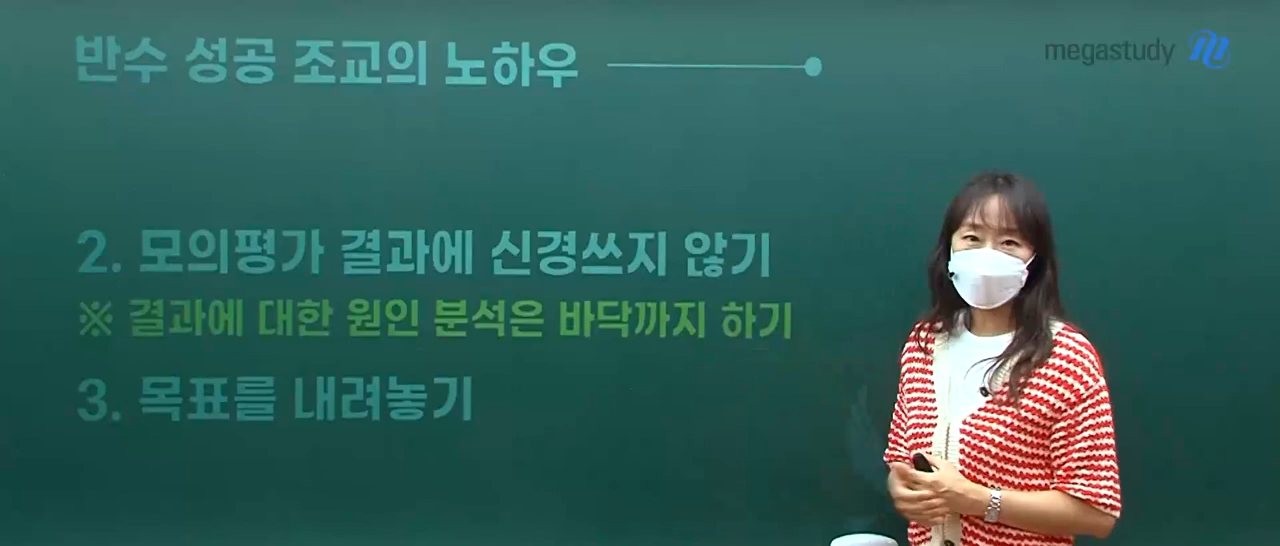 반수 성공 조교의 노하우
megastudy
2. 모의평가 결과에 신경쓰지 않기
※ 결과에 대한 원인 분석은 바닥까지 하기
3. 목표를 내려놓기